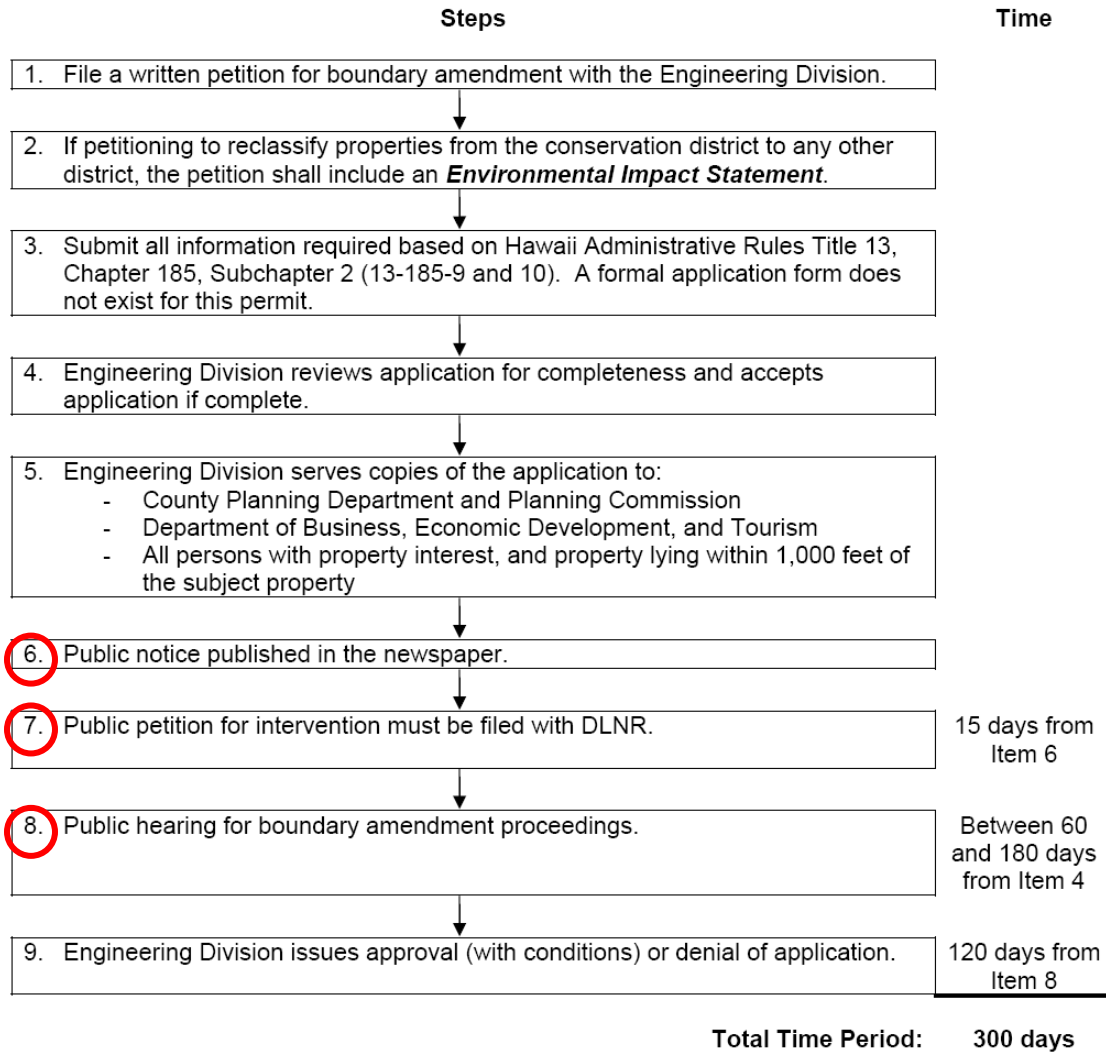 Steps Time
1. File a written petition for boundary amendment with the Engineering Division.
2. If petitioning to reclassify properties from the conservation district to any other
district, the petition shall include an Environmental Impact Statement.
3. Submit all information required based on Hawaii Administrative Rules Title 13,
Chapter 185, Subchapter 2 (13-185-9 and 10). A formal application form does
not exist for this permit.
4. Engineering Division reviews application for completeness and accepts
application if complete.
5. Engineering Division serves copies of the application to:
- County Planning Department and Planning Commission
- Department of Business, Economic Development, and Tourism
- All persons with property interest, and property lying within 1,000 feet of
the subject property
6. Public notice published in the newspaper.
7. Public petition for intervention must be filed with DLNR.
15 days from
Item 6
8. Public hearing for boundary amendment proceedings.
Between 60
and 180 days
from Item 4
9. Engineering Division issues approval (with conditions) or denial of application.
120 days from
Item 8
Total Time Period: 300 days